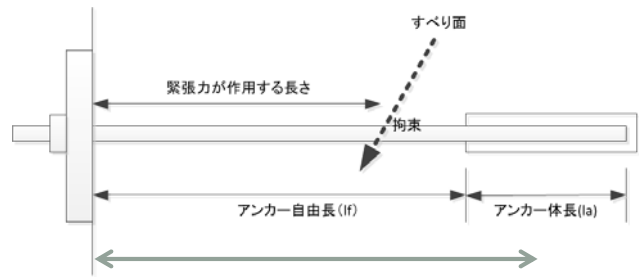 すべり面
緊張力が作用する長さ
拘束
アンカー自由長(lf)
アンカー体長(la)